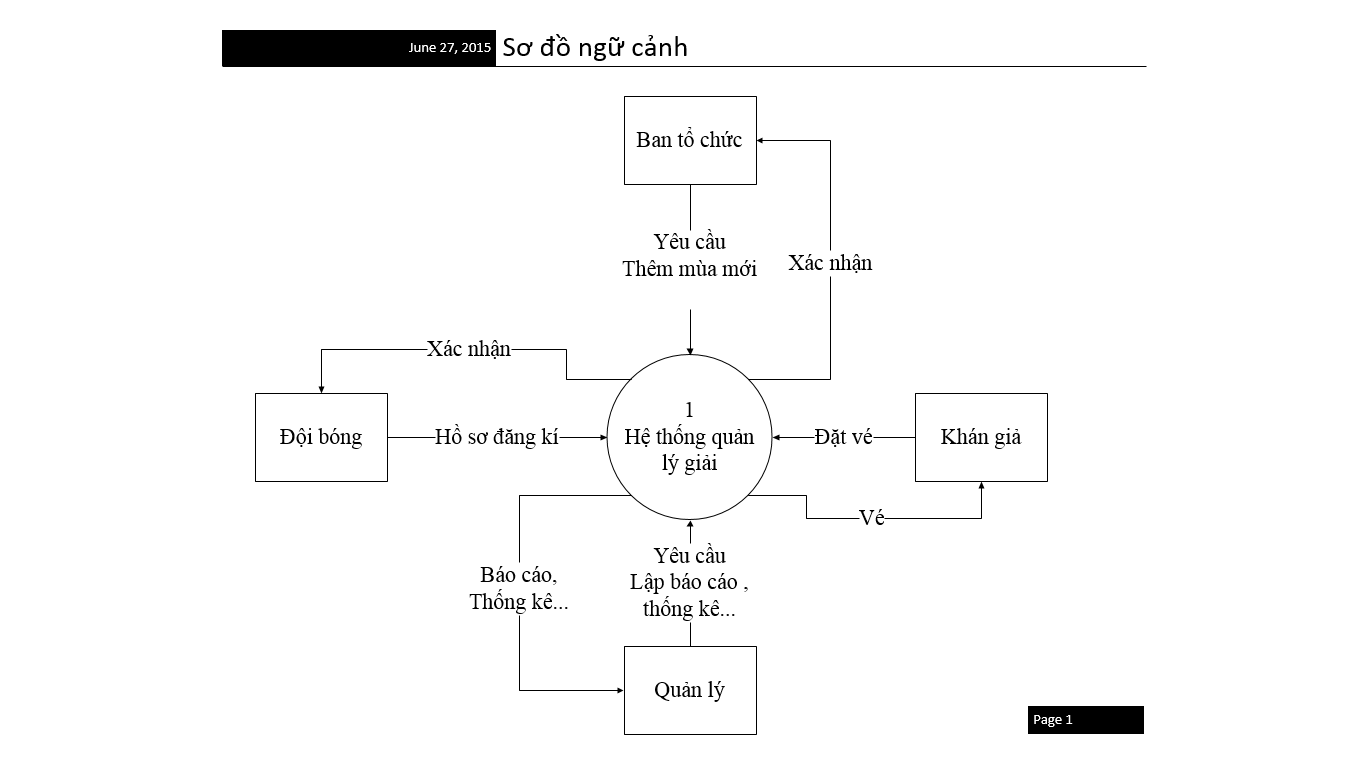 June 27, 2015
Sơ đồ ngữ cảnh
Ban tổ chức
Yêu cầu
Thêm mùa mới
Xác nhận
Xác nhận
Đội bóng
Hồ sơ đăng kí
1
Hệ thống quản
lý giải
Đặt vé
Khán giả
Vé
Báo cáo,
Thống kê...
Yêu cầu
Lập báo cáo ,
thống kê...
Quản lý
Page 1